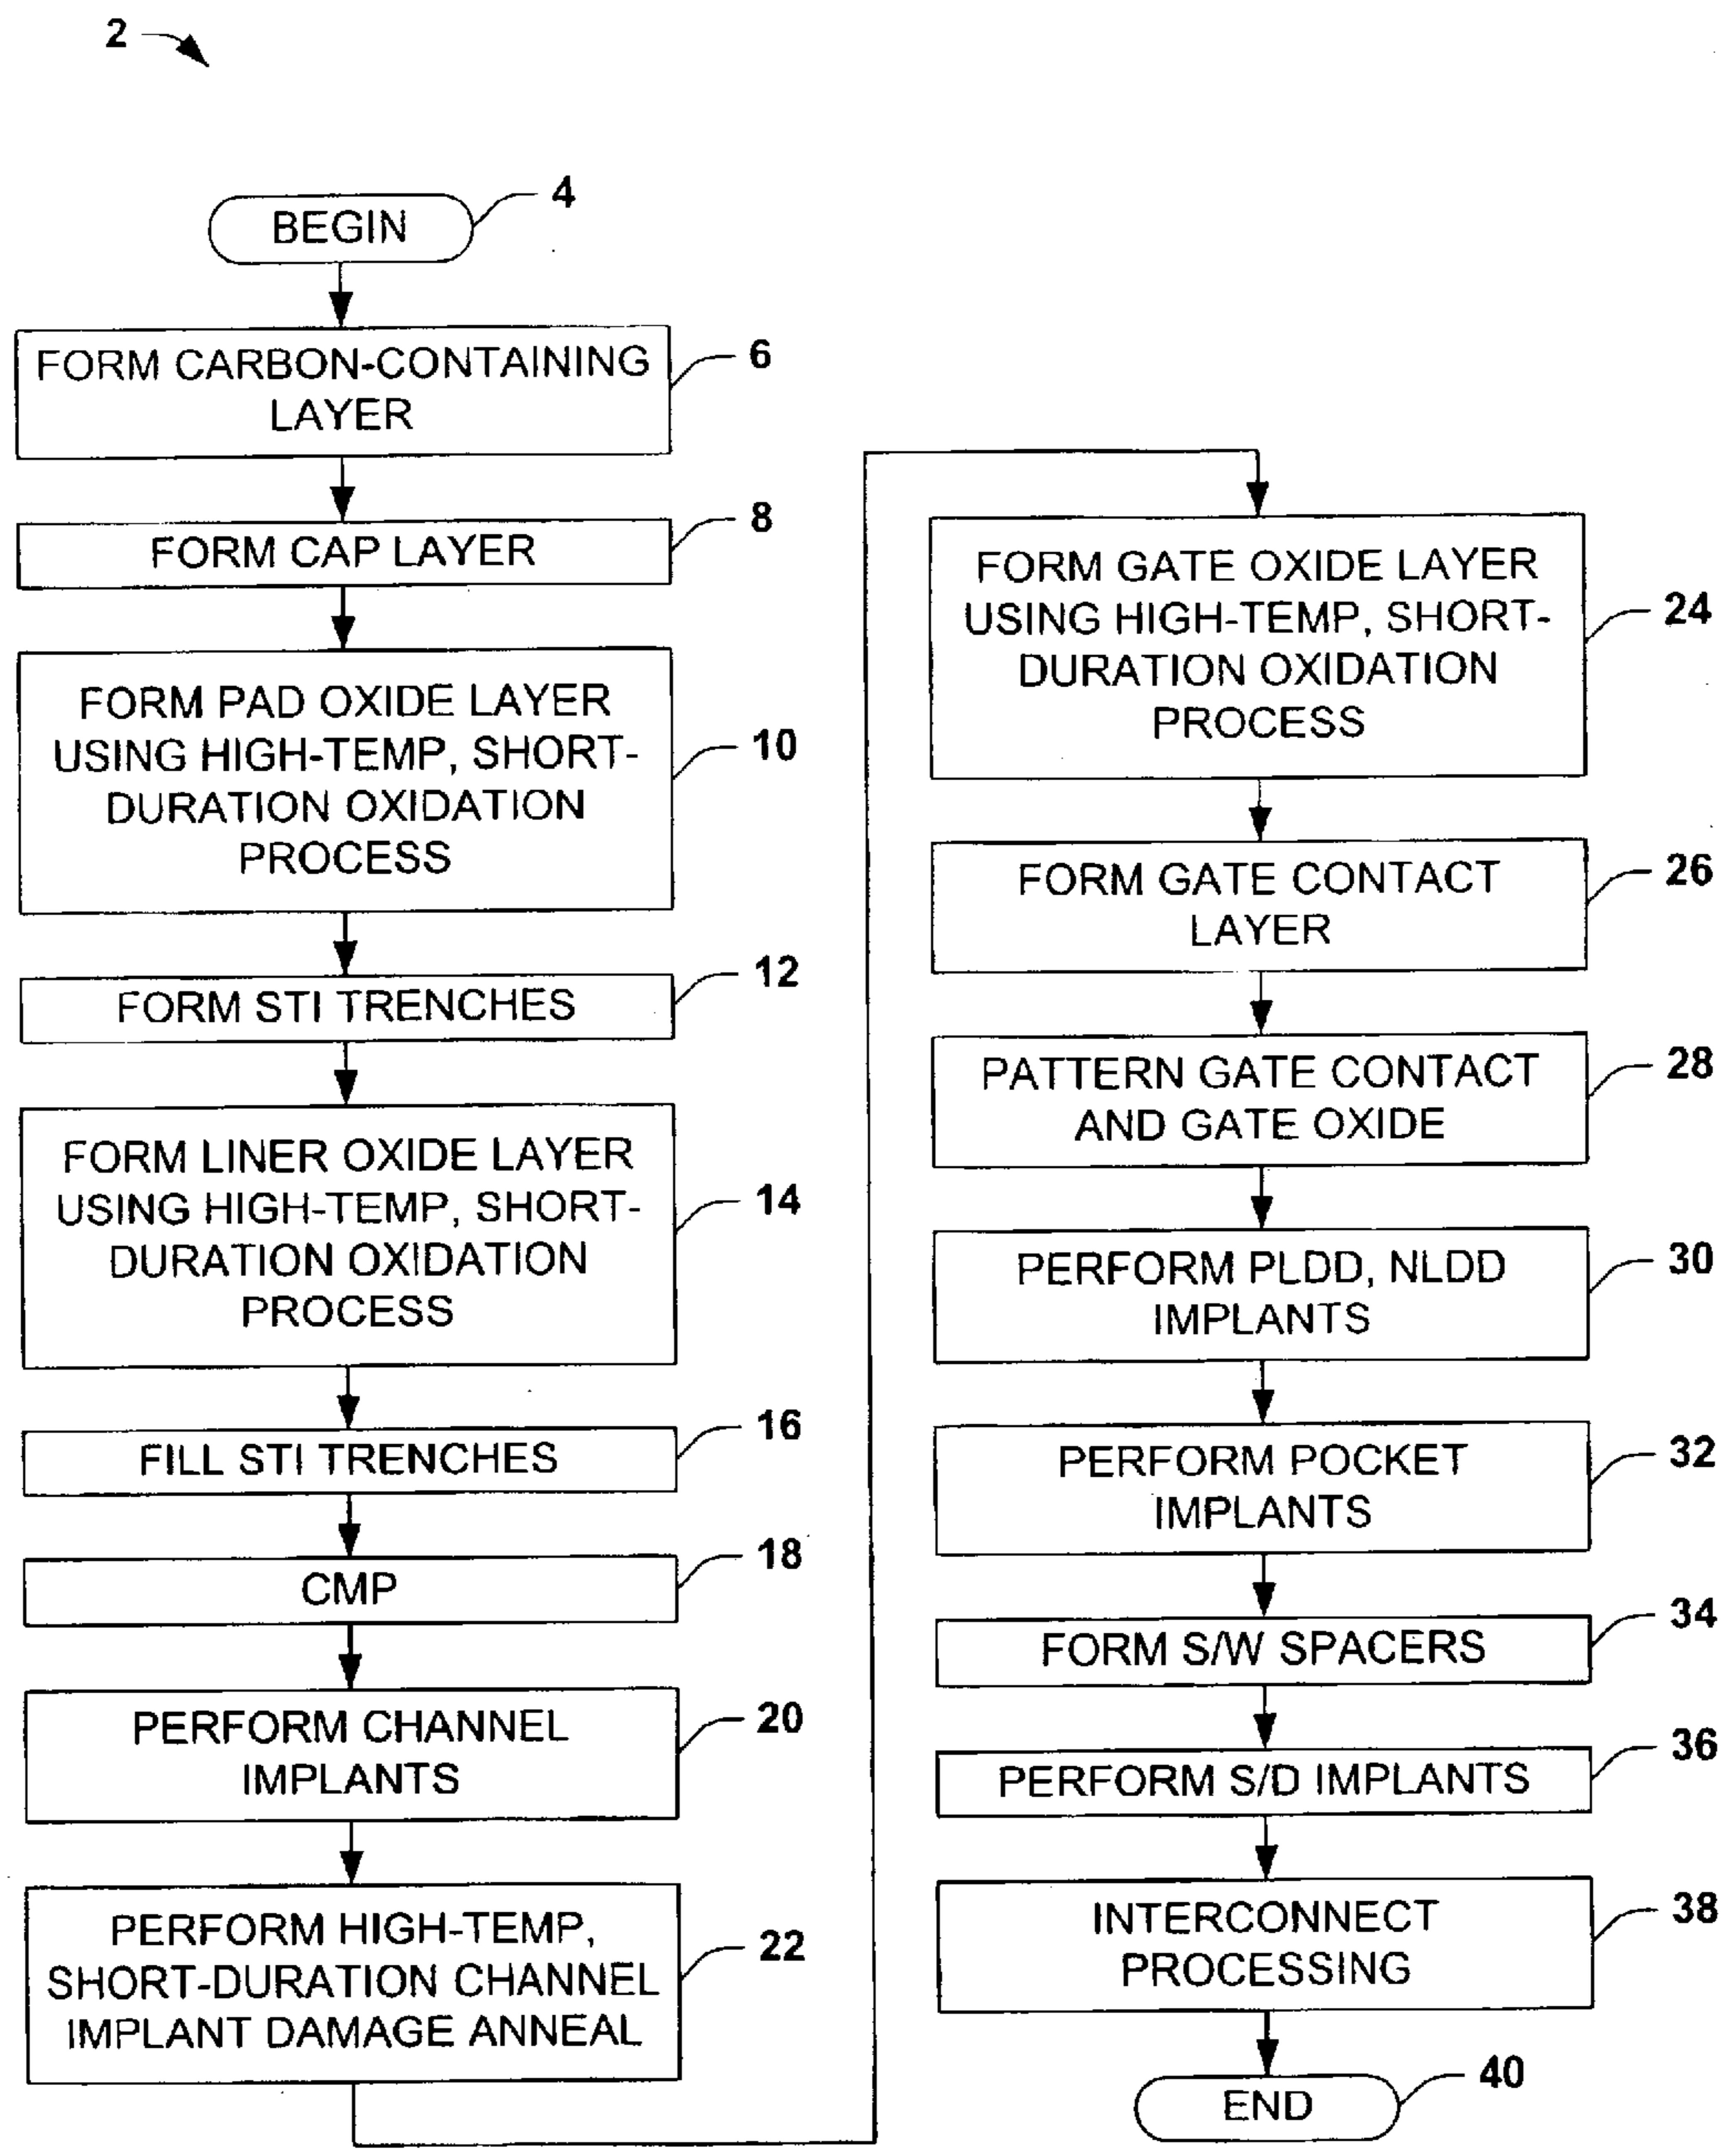 2
BEGIN
4
FORM CARBON-CONTAINING
LAYER
6
FORM CAP LAYER
8
FORM PAD OXIDE LAYER
USING HIGH-TEMP, SHORT-
DURATION OXIDATION
PROCESS
10
FORM STI TRENCHES
12
FORM LINER OXIDE LAYER
USING HIGH-TEMP, SHORT-
DURATION OXIDATION
PROCESS
14
FILL STI TRENCHES
16
CMP
18
PERFORM CHANNEL
IMPLANTS
20
PERFORM HIGH-TEMP,
SHORT-DURATION CHANNEL
IMPLANT DAMAGE ANNEAL
22
FORM GATE OXIDE LAYER
USING HIGH-TEMP, SHORT-
DURATION OXIDATION
PROCESS
24
FORM GATE CONTACT
LAYER
26
PATTERN GATE CONTACT
AND GATE OXIDE
28
PERFORM PLDD, NLDD
IMPLANTS
30
PERFORM POCKET
IMPLANTS
32
FORM S/W SPACERS
34
PERFORM S/D IMPLANTS
36
INTERCONNECT
PROCESSING
38
END
40